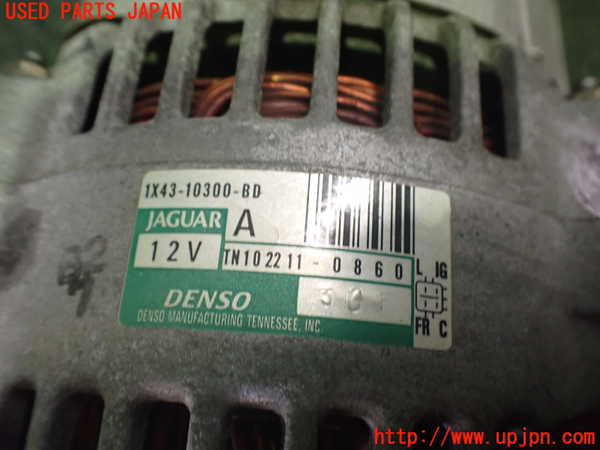 USED PARTS JAPAN
1X43-10300-BD
JAGUAR A
12V TN102211-0860 L IG
DENSO
FR C
DENSO MANUFACTURING TENNESSEE, INC.
http://www.upjpn.com/